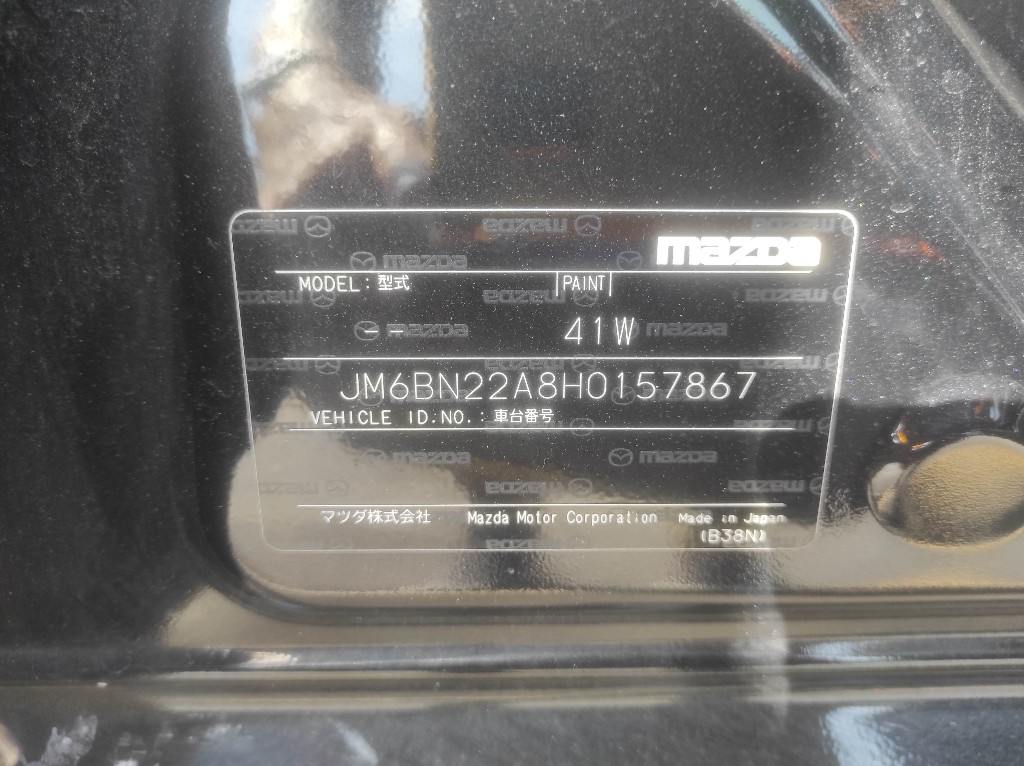 mazda
MODEL：型式 PAINT
- - 41W
JM6BN22A8H0157867
VEHICLE ID.NO.：車台番号
マツダ株式会社 Mazda Motor Corporation Made in Japan
(B38N)